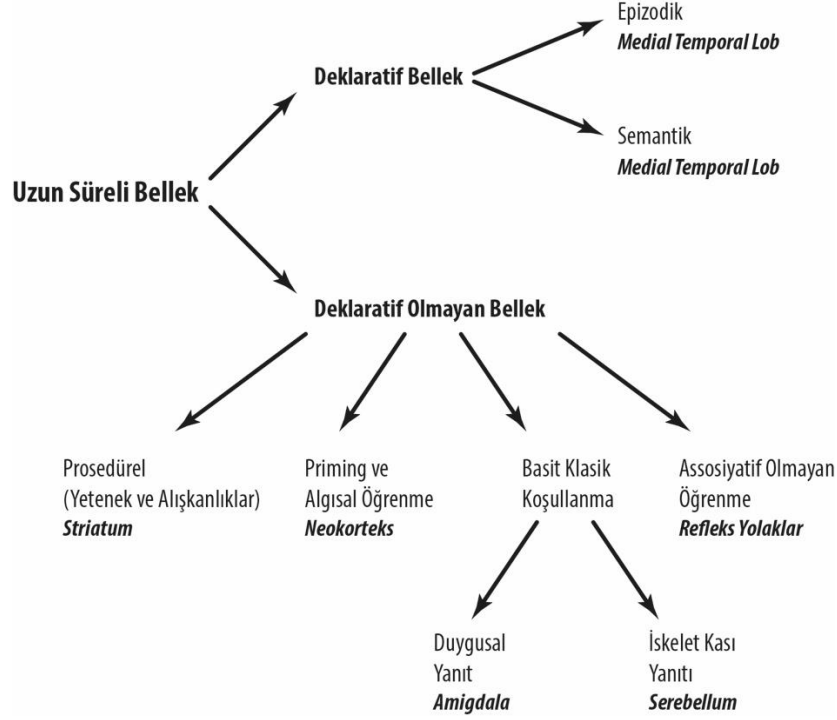 Epizodik
Medial Temporal Lob
Deklaratif Bellek
Semantik
Medial Temporal Lob
Uzun Süreli Bellek
Deklaratif Olmayan Bellek
Prosedürel
(Yetenek ve Alışkanlıklar)
Striatum
Priming ve
Algısal Öğrenme
Neokorteks
Basit Klasik
Koşullanma
Assosiyatif Olmayan
Öğrenme
Refleks Yolaklar
Duygusal
Yanıt
Amigdala
İskelet Kası
Yanıtı
Serebellum